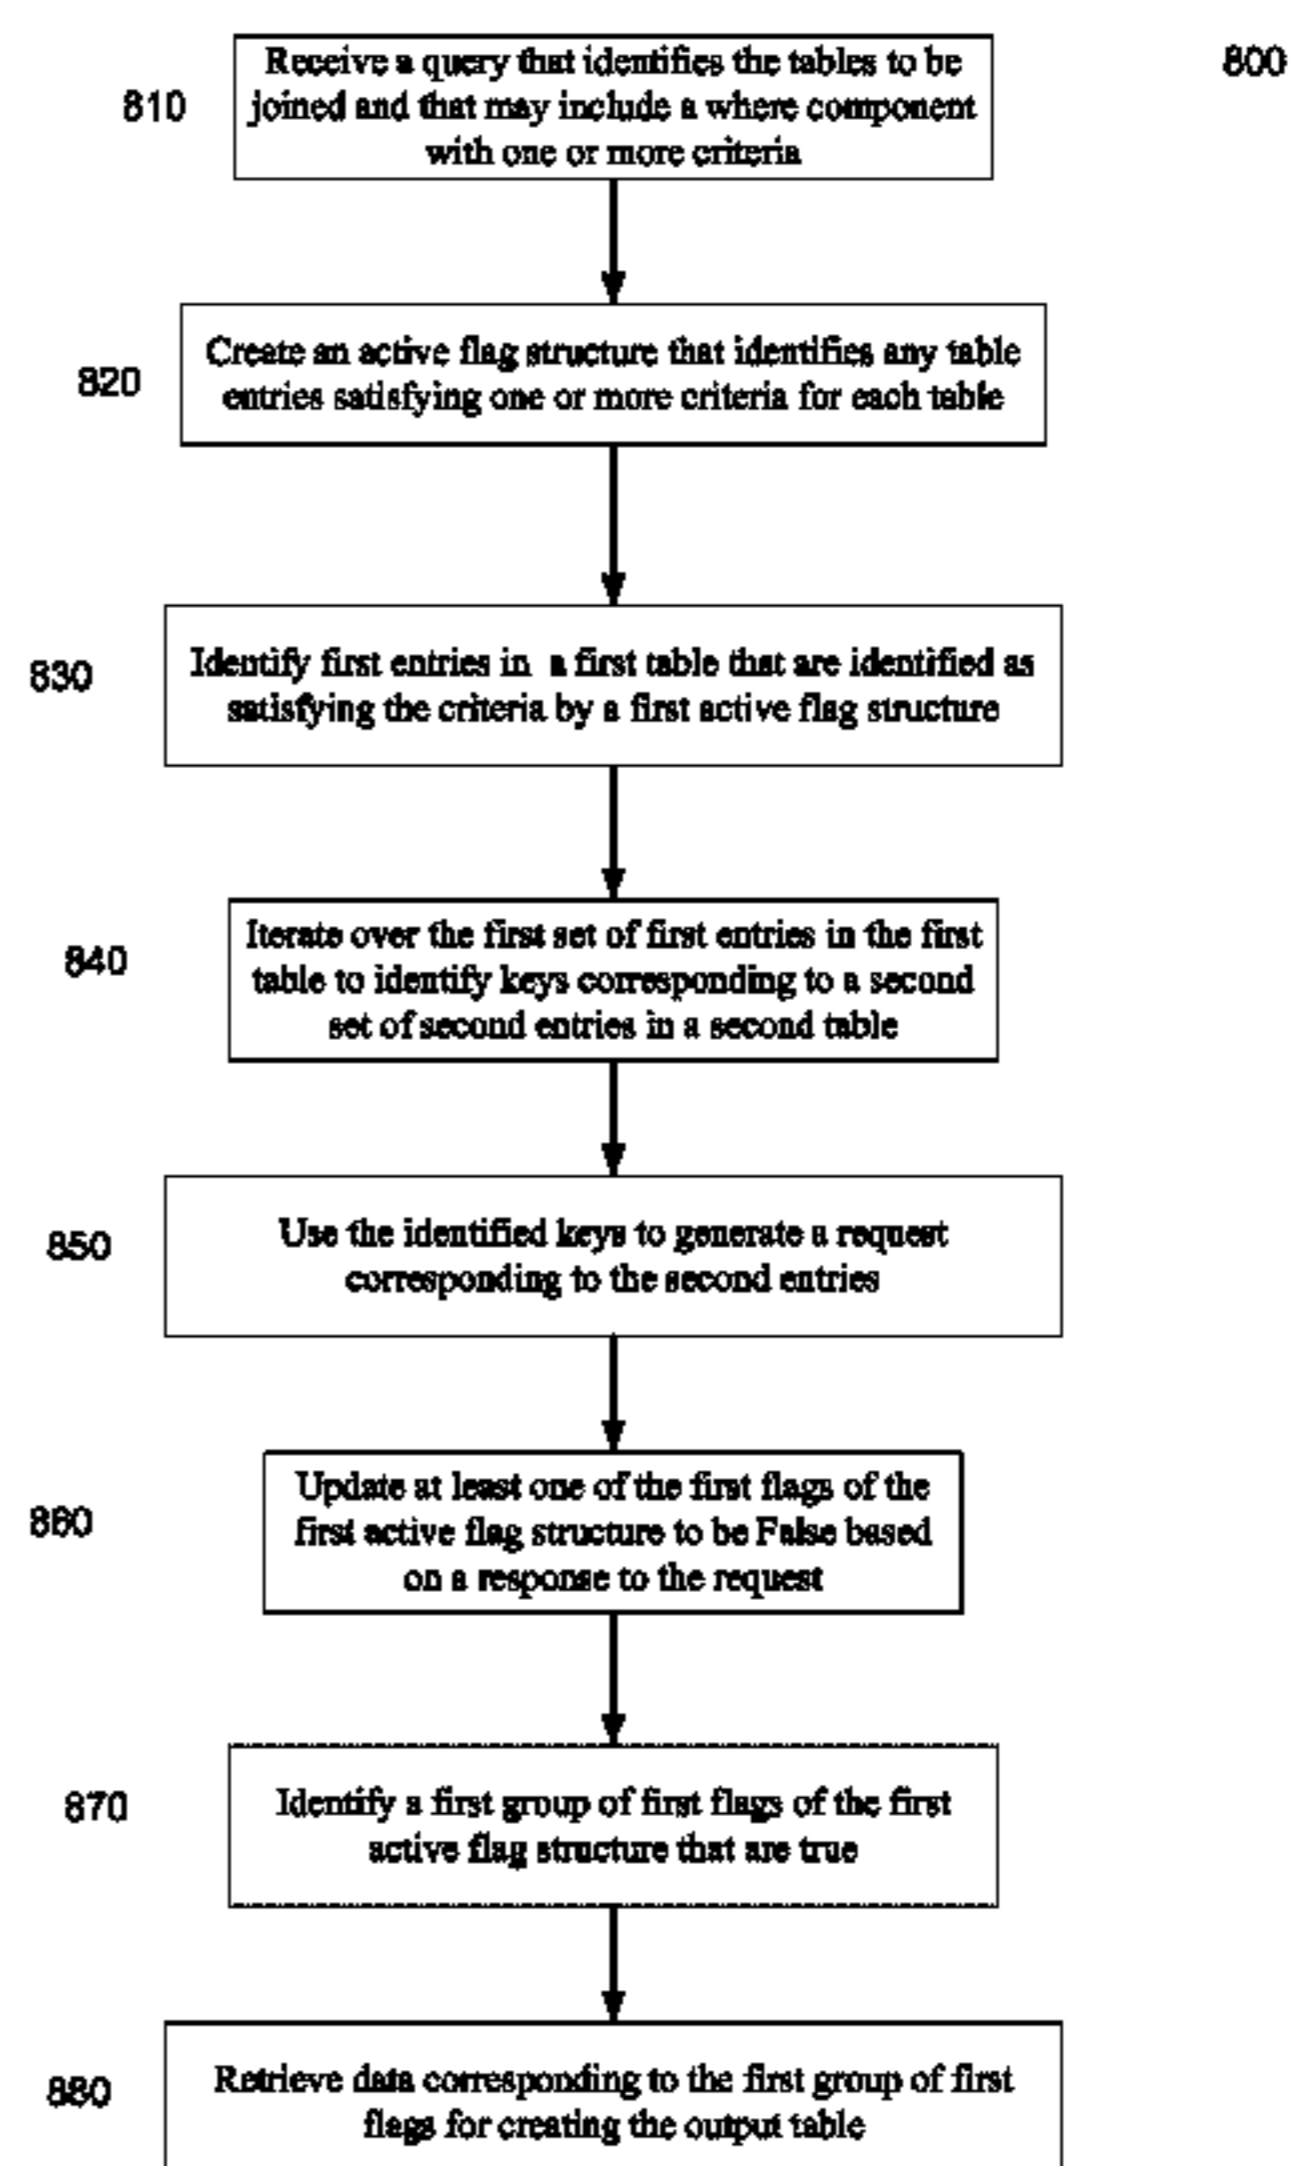 800
810
Receive a query that identifies the tables to be
joined and that may include a where component
with one or more criteria
820
Create an active flag structure that identifies any table
entries satisfying one or more criteria for each table
830
Identify first entries in a first table that are identified as
satisfying the criteria by a first active flag structure
840
Iterate over the first set of first entries in the first
table to identify keys corresponding to a second
set of second entries in a second table
850
Use the identified keys to generate a request
corresponding to the second entries
860
Update at least one of the first flags of the
first active flag structure to be False based
on a response to the request
870
Identify a first group of first flags of the first
active flag structure that are true
880
Retrieve data corresponding to the first group of first
flags for creating the output table